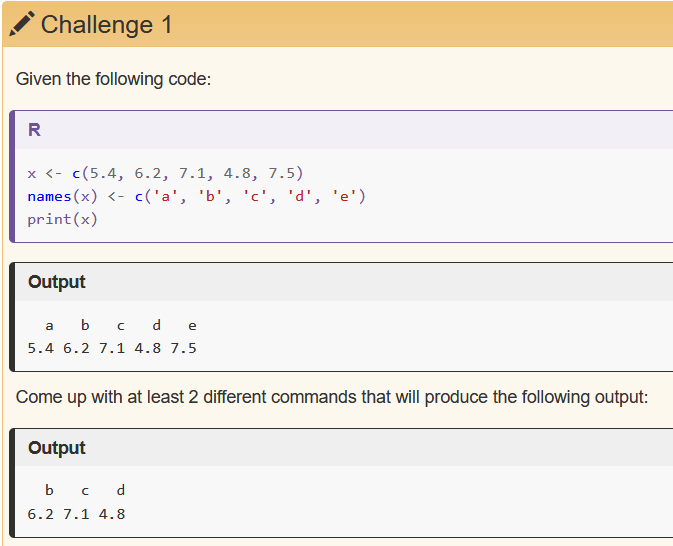 Challenge 1
Given the following code:
R
x <- c(5.4, 6.2, 7.1, 4.8, 7.5)
names(x) <- c('a', 'b', 'c', 'd', 'e')
print(x)
Output
  a   b   c   d   e
5.4 6.2 7.1 4.8 7.5
Come up with at least 2 different commands that will produce the following output:
Output
  b   c   d
6.2 7.1 4.8